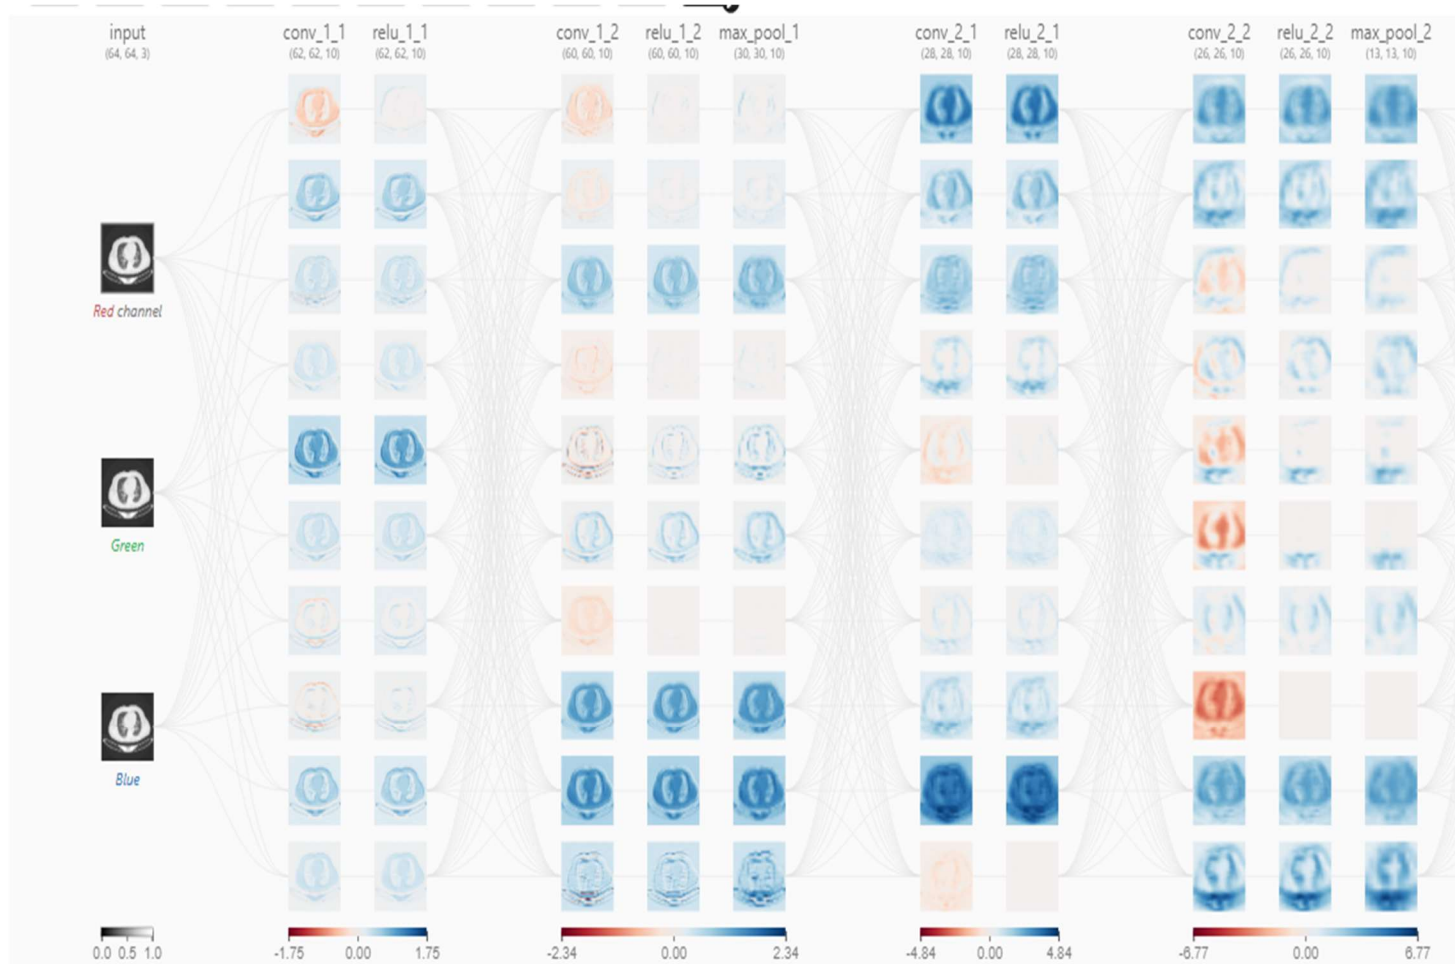 input conv_1_1 relu_1_1 conv_1_2 relu_1_2 max_pool_1 conv_2_1 relu_2_1 conv_2_2 relu_2_2 max_pool_2
(64, 64, 3) (62, 62, 10) (62, 62, 10) (60, 60, 10) (60, 60, 10) (30, 30, 10) (28, 28, 10) (28, 28, 10) (26, 26, 10) (26, 26, 10) (13, 13, 10)
Red channel
Green
Blue
0.0 0.5 1.0 -1.75 0.00 1.75 -2.34 0.00 2.34 -4.84 0.00 4.84 -6.77 0.00 6.77